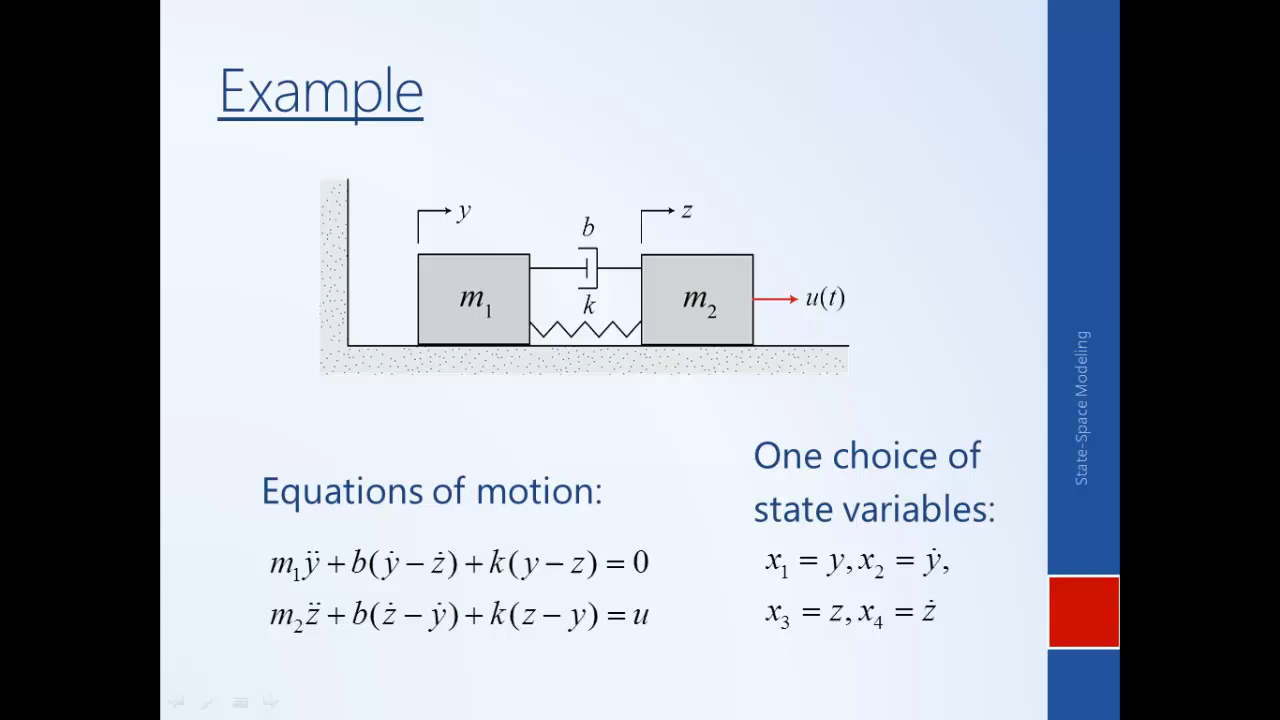 Example
y
b
z
m₁
k
m₂
u(t)
State-Space Modeling
One choice of
state variables:
Equations of motion:
m₁ÿ + b(ẏ − ż) + k(y − z) = 0
m₂z̈ + b(ż − ẏ) + k(z − y) = u
x₁ = y, x₂ = ẏ,
x₃ = z, x₄ = ż